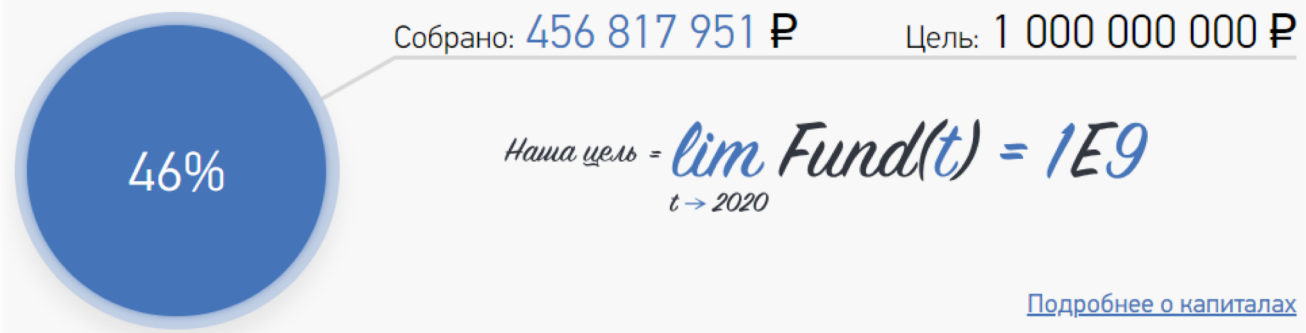 Собрано: 456 817 951 ₽ Цель: 1 000 000 000 ₽
46%
Наша цель = lim Fund(t) = 1E9
t → 2020
Подробнее о капиталах